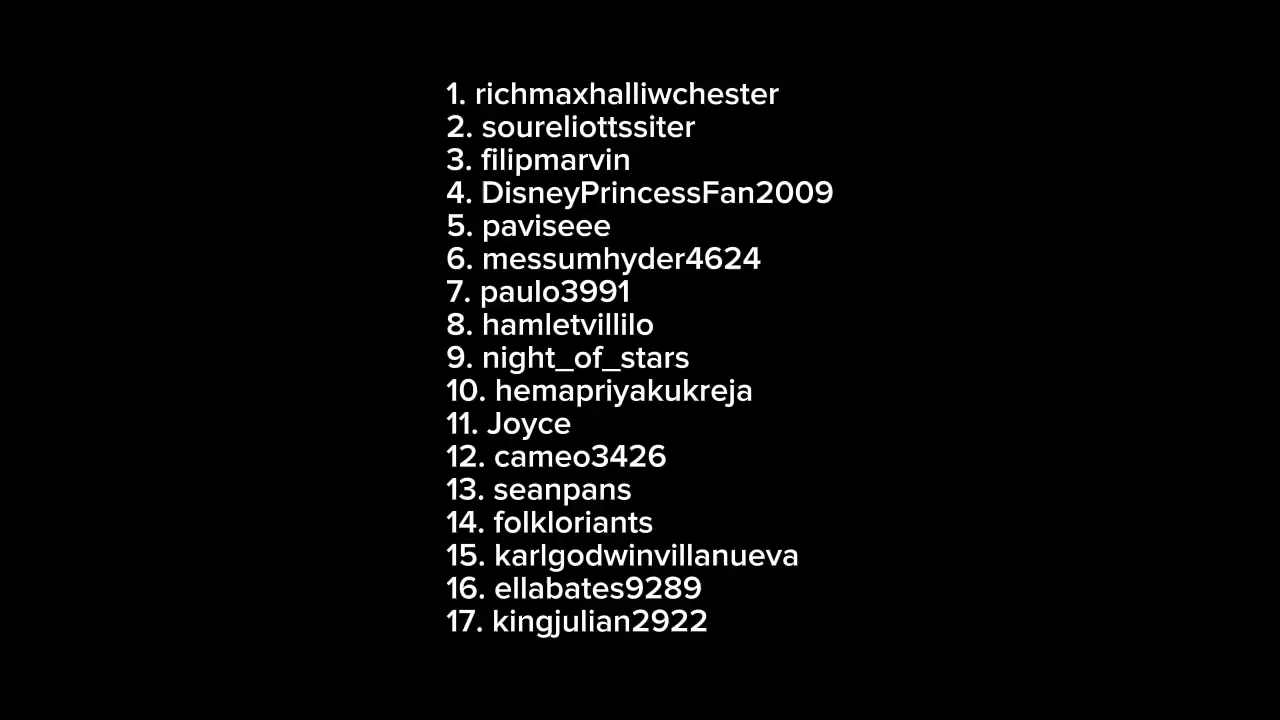 1. richmaxhalliwchester
2. soureliottssiter
3. filipmarvin
4. DisneyPrincessFan2009
5. paviseee
6. messumhyder4624
7. paulo3991
8. hamletvillilo
9. night_of_stars
10. hemapriyakukreja
11. Joyce
12. cameo3426
13. seanpans
14. folkloriants
15. karlgodwinvillanueva
16. ellabates9289
17. kingjulian2922